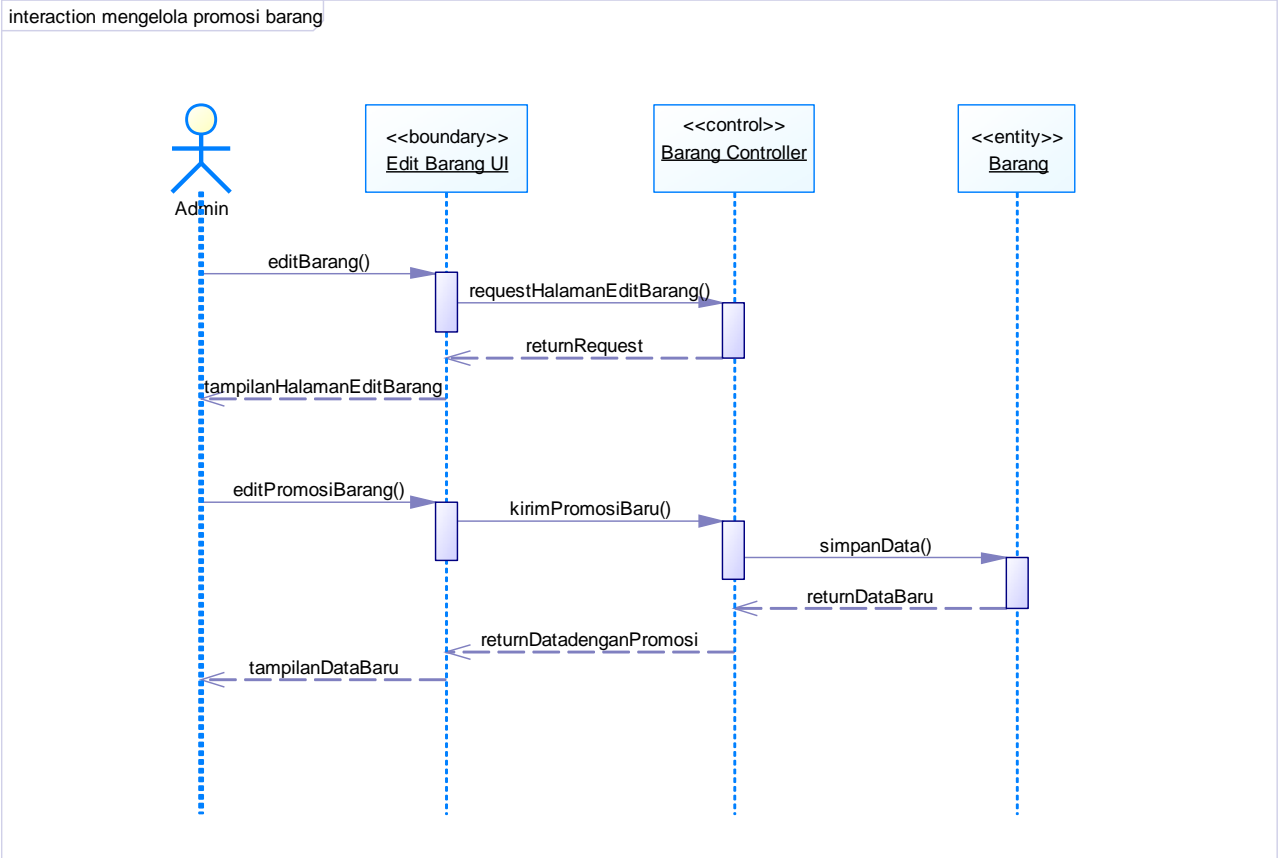 interaction mengelola promosi barang
<<boundary>>
Edit Barang UI
<<control>>
Barang Controller
<<entity>>
Barang
Admin
editBarang()
requestHalamanEditBarang()
returnRequest
tampilanHalamanEditBarang
editPromosiBarang()
kirimPromosiBaru()
simpanData()
returnDataBaru
returnDatadenganPromosi
tampilanDataBaru